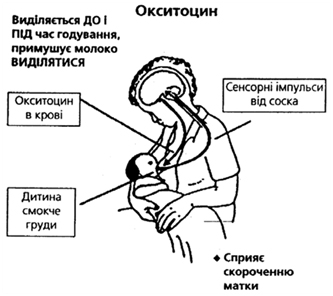 Окситоцин
Виділяється ДО і
ПІД час годування,
примушує молоко
ВИДІЛЯТИСЯ
Сенсорні імпульси
від соска
Окситоцин
в крові
Дитина
смокче
груди
◆ Сприяє
скороченню
матки